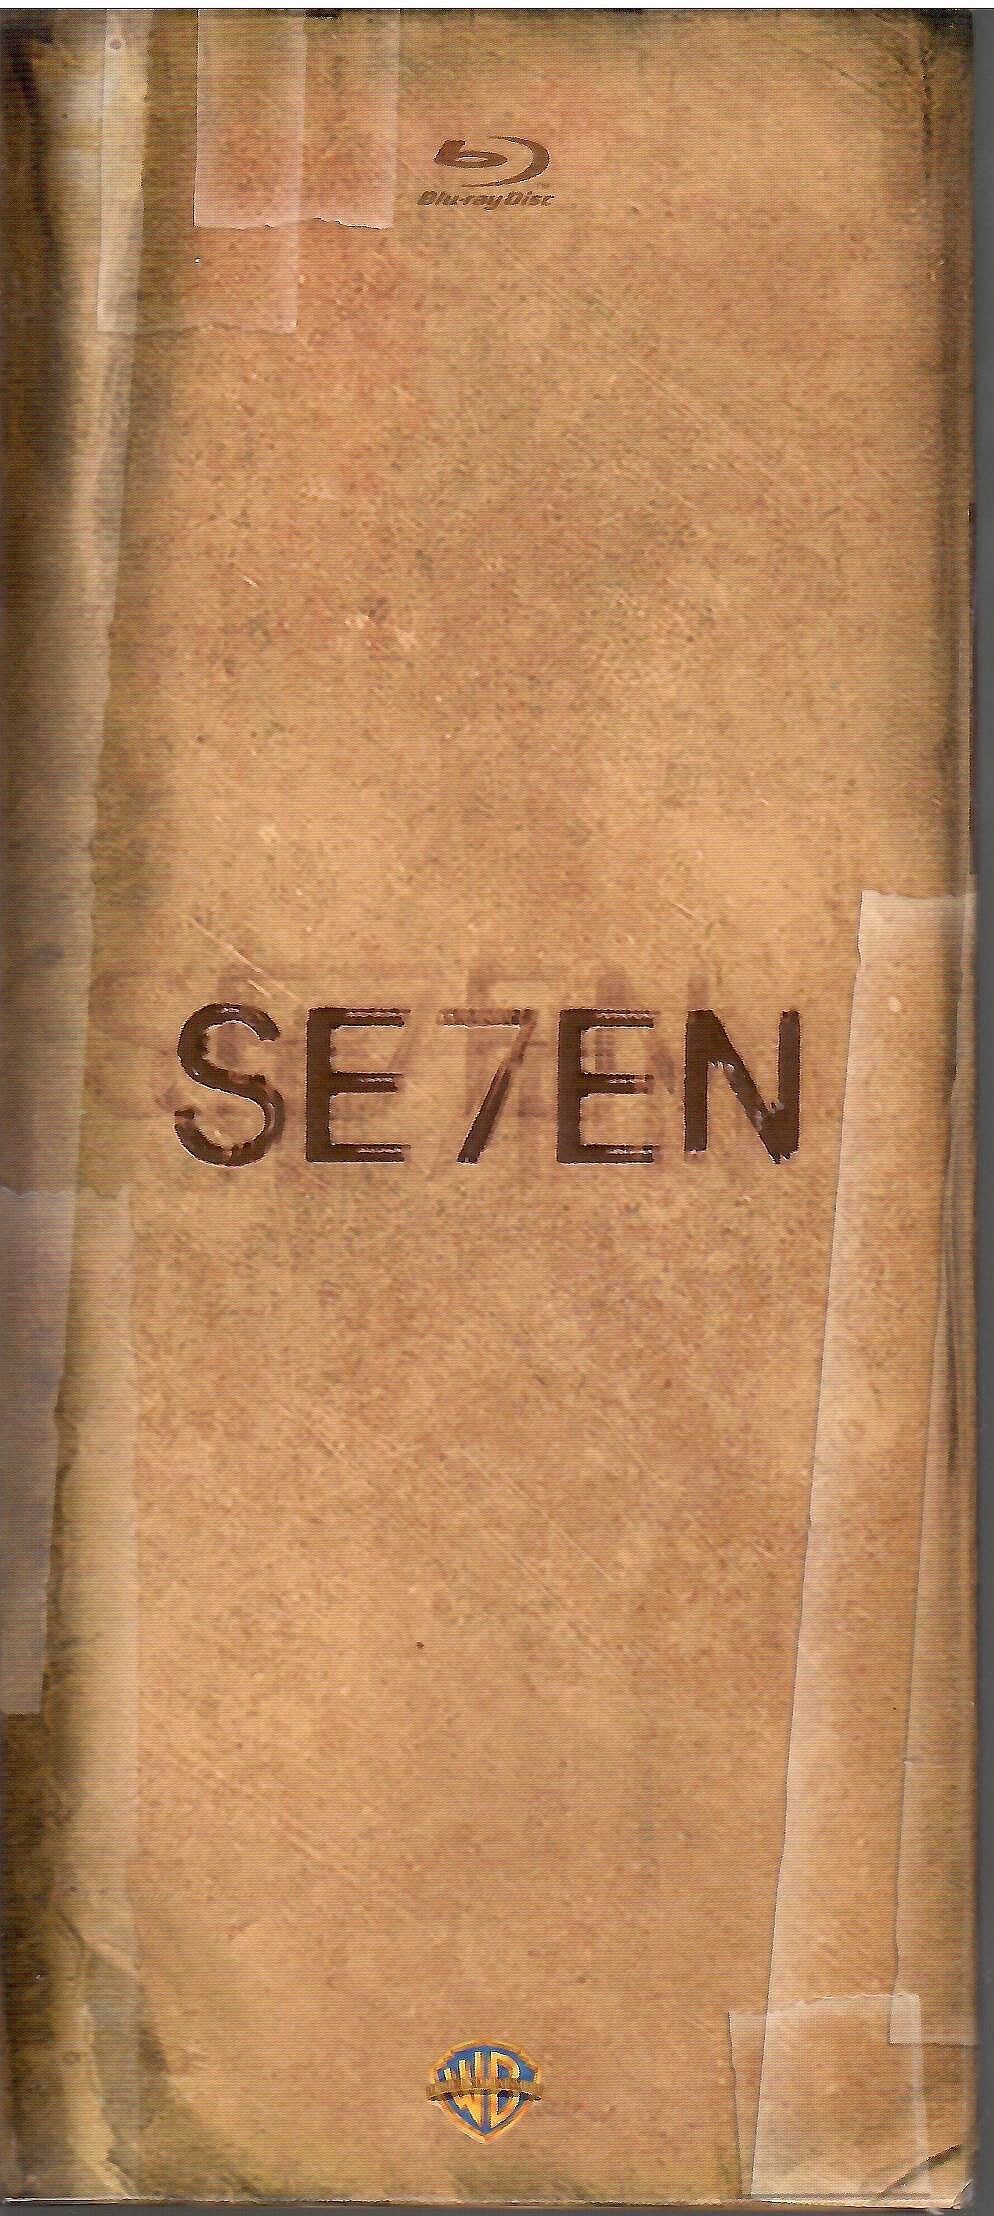 Blu-ray Disc
SE7EN
WB